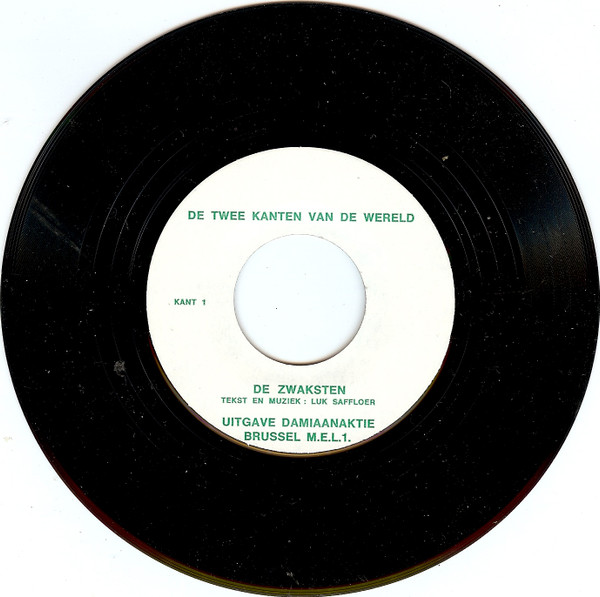 DE TWEE KANTEN VAN DE WERELD
KANT 1
DE ZWAKSTEN
TEKST EN MUZIEK : LUK SAFFLOER
UITGAVE DAMIAANAKTIE
BRUSSEL M.E.L.1.